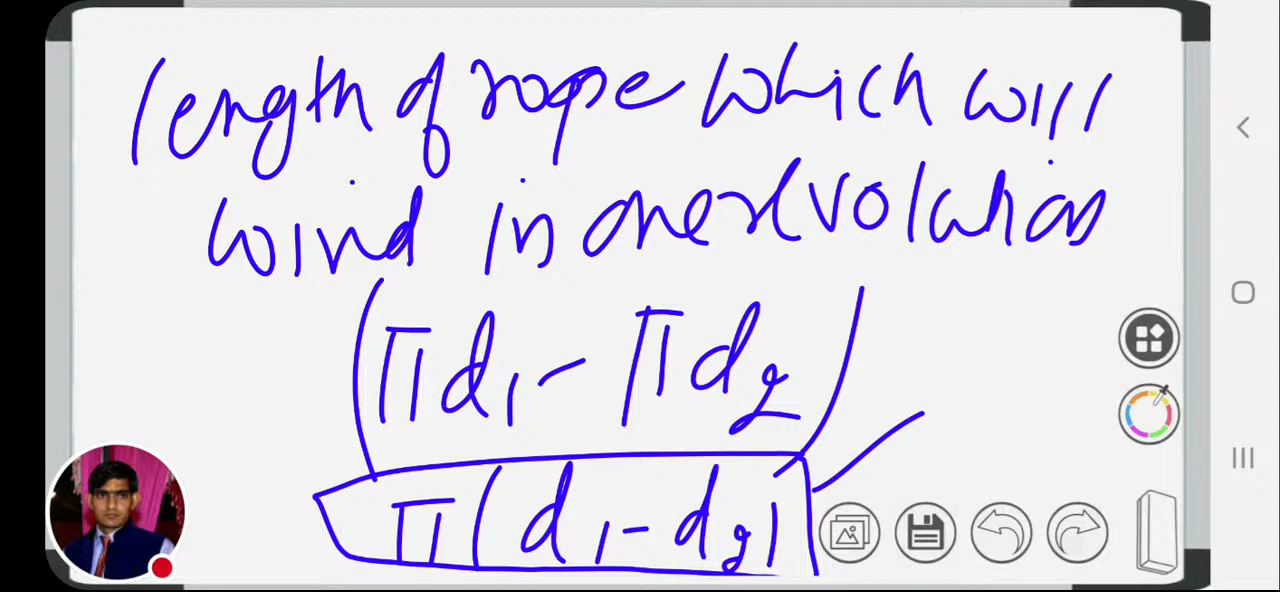 length of rope which will
wind in one revolution
(πd₁ - πd₂)
π(d₁ - d₂)